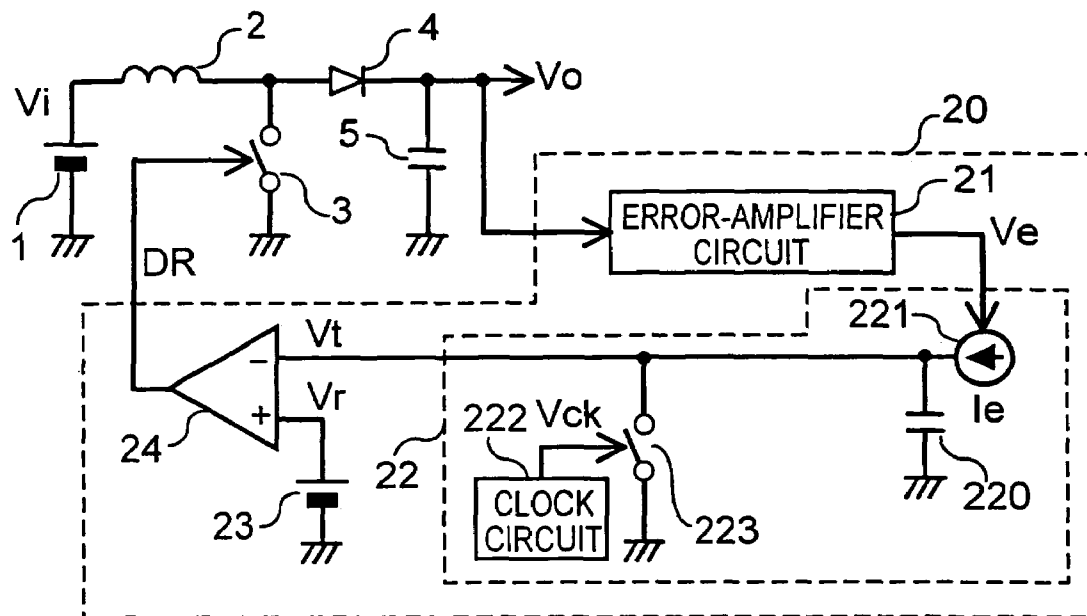 2
4
Vi
Vo
5
20
3
1
21
ERROR-AMPLIFIER
CIRCUIT
Ve
DR
221
Vt
Ie
Vr
−
+
24
222
Vck
22
220
23
CLOCK
CIRCUIT
223